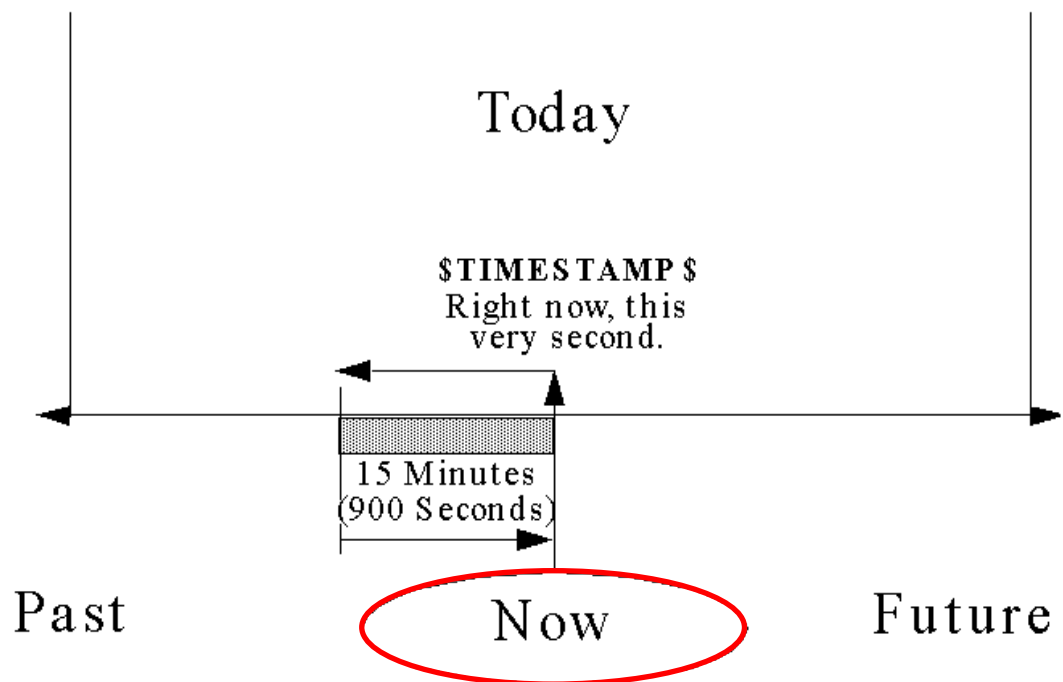 Today
$TIMESTAMP$
Right now, this
very second.
15 Minutes
(900 Seconds)
Past
Now
Future